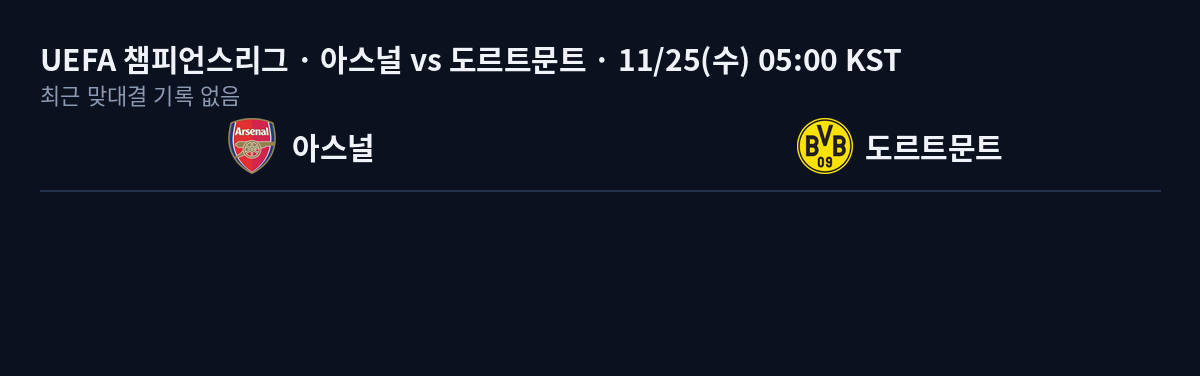 UEFA 챔피언스리그 · 아스널 vs 도르트문트 · 11/25(수) 05:00 KST
최근 맞대결 기록 없음
Arsenal 아스널
BVB 09 도르트문트